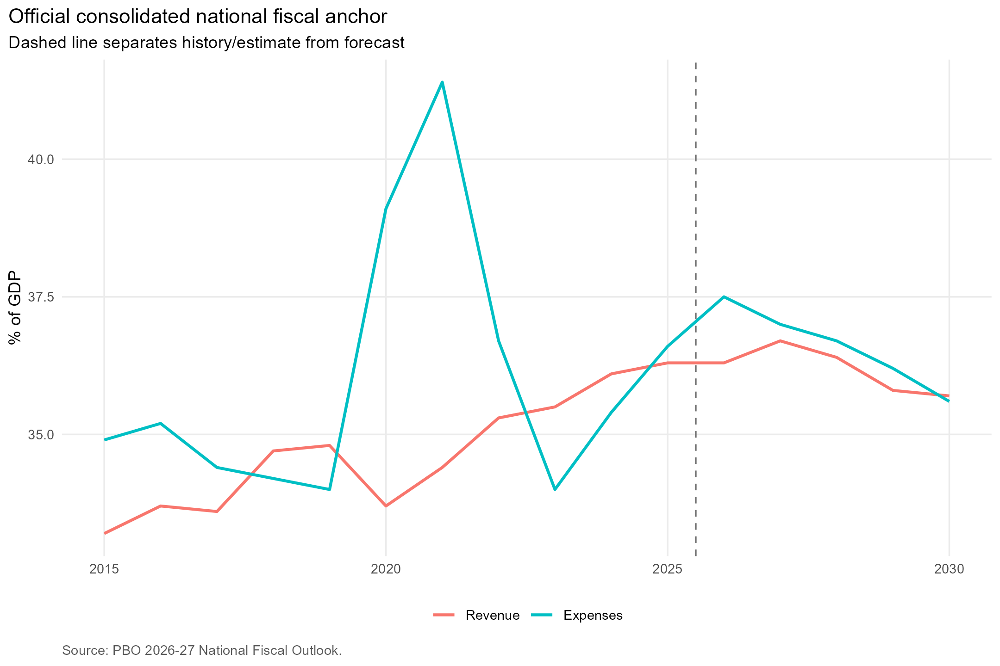 Official consolidated national fiscal anchor
Dashed line separates history/estimate from forecast
% of GDP
40.0
37.5
35.0
2015
2020
2025
2030
Revenue
Expenses
Source: PBO 2026-27 National Fiscal Outlook.